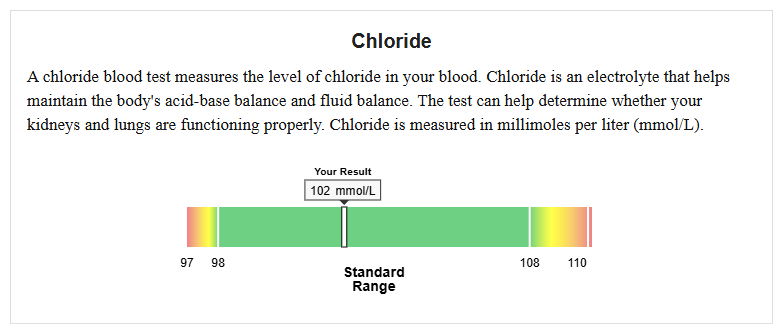 Chloride
A chloride blood test measures the level of chloride in your blood. Chloride is an electrolyte that helps
maintain the body's acid-base balance and fluid balance. The test can help determine whether your
kidneys and lungs are functioning properly. Chloride is measured in millimoles per liter (mmol/L).
Your Result
102 mmol/L
97 98 108 110
Standard
Range